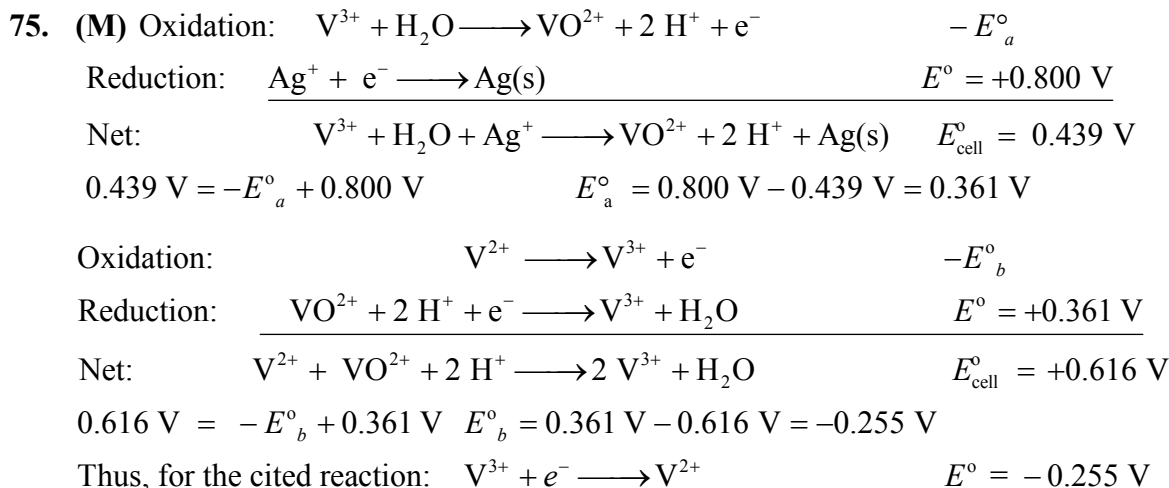 75. (M) Oxidation: V³⁺ + H₂O ⟶ VO²⁺ + 2 H⁺ + e⁻ − E°ₐ
Reduction: Ag⁺ + e⁻ ⟶ Ag(s) E° = +0.800 V
Net: V³⁺ + H₂O + Ag⁺ ⟶ VO²⁺ + 2 H⁺ + Ag(s) E°cell = 0.439 V
0.439 V = −E°ₐ + 0.800 V E°ₐ = 0.800 V − 0.439 V = 0.361 V
Oxidation: V²⁺ ⟶ V³⁺ + e⁻ −E°b
Reduction: VO²⁺ + 2 H⁺ + e⁻ ⟶ V³⁺ + H₂O E° = +0.361 V
Net: V²⁺ + VO²⁺ + 2 H⁺ ⟶ 2 V³⁺ + H₂O E°cell = +0.616 V
0.616 V = − E°b + 0.361 V E°b = 0.361 V − 0.616 V = −0.255 V
Thus, for the cited reaction: V³⁺ + e⁻ ⟶ V²⁺ E° = − 0.255 V